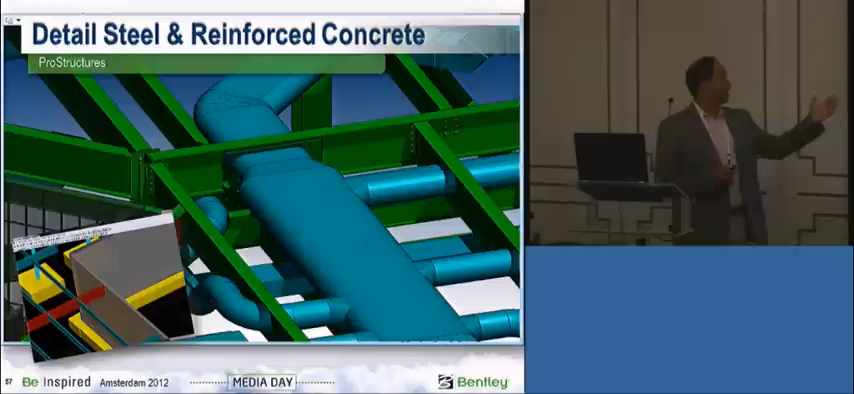 Detail Steel & Reinforced Concrete
ProStructures
57 Be Inspired Amsterdam 2012 MEDIA DAY Bentley